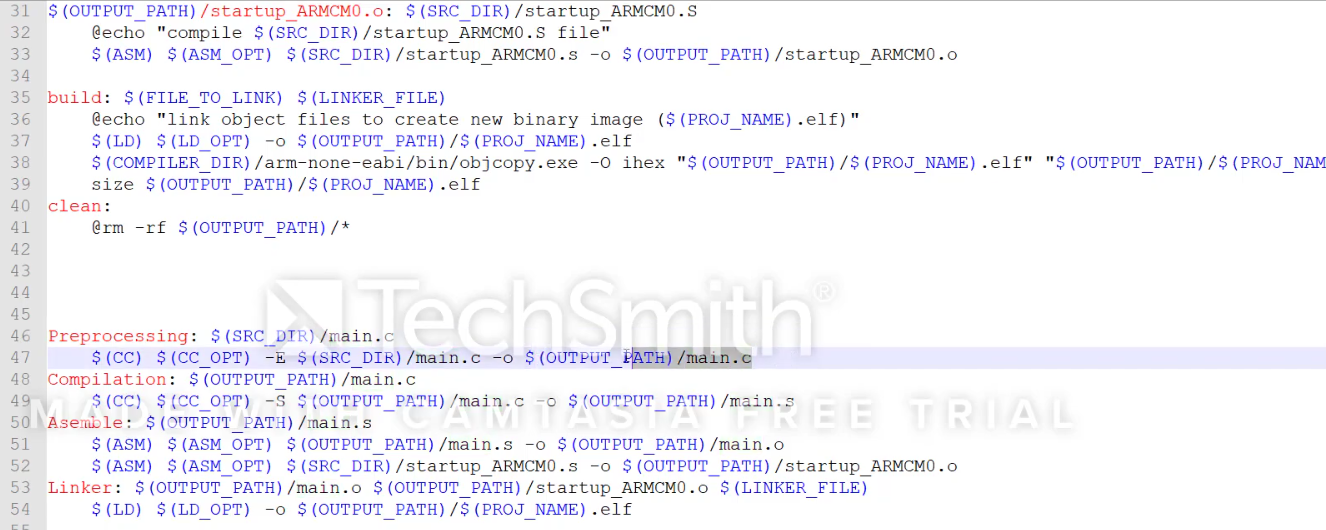 31 $(OUTPUT_PATH)/startup_ARMCM0.o: $(SRC_DIR)/startup_ARMCM0.S
32 @echo "compile $(SRC_DIR)/startup_ARMCM0.S file"
33 $(ASM) $(ASM_OPT) $(SRC_DIR)/startup_ARMCM0.s -o $(OUTPUT_PATH)/startup_ARMCM0.o
34
35 build: $(FILE_TO_LINK) $(LINKER_FILE)
36 @echo "link object files to create new binary image ($(PROJ_NAME).elf)"
37 $(LD) $(LD_OPT) -o $(OUTPUT_PATH)/$(PROJ_NAME).elf
38 $(COMPILER_DIR)/arm-none-eabi/bin/objcopy.exe -O ihex "$(OUTPUT_PATH)/$(PROJ_NAME).elf" "$(OUTPUT_PATH)/$(PROJ_NAM
39 size $(OUTPUT_PATH)/$(PROJ_NAME).elf
40 clean:
41 @rm -rf $(OUTPUT_PATH)/*
42
43
44
45
TechSmith®
46 Preprocessing: $(SRC_DIR)/main.c
47 $(CC) $(CC_OPT) -E $(SRC_DIR)/main.c -o $(OUTPUT_PATH)/main.c
48 Compilation: $(OUTPUT_PATH)/main.c
49 $(CC) $(CC_OPT) -S $(OUTPUT_PATH)/main.c -o $(OUTPUT_PATH)/main.s
MADE WITH CAMTASIA FREE TRIAL
50 Asemble: $(OUTPUT_PATH)/main.s
51 $(ASM) $(ASM_OPT) $(OUTPUT_PATH)/main.s -o $(OUTPUT_PATH)/main.o
52 $(ASM) $(ASM_OPT) $(SRC_DIR)/startup_ARMCM0.s -o $(OUTPUT_PATH)/startup_ARMCM0.o
53 Linker: $(OUTPUT_PATH)/main.o $(OUTPUT_PATH)/startup_ARMCM0.o $(LINKER_FILE)
54 $(LD) $(LD_OPT) -o $(OUTPUT_PATH)/$(PROJ_NAME).elf
55